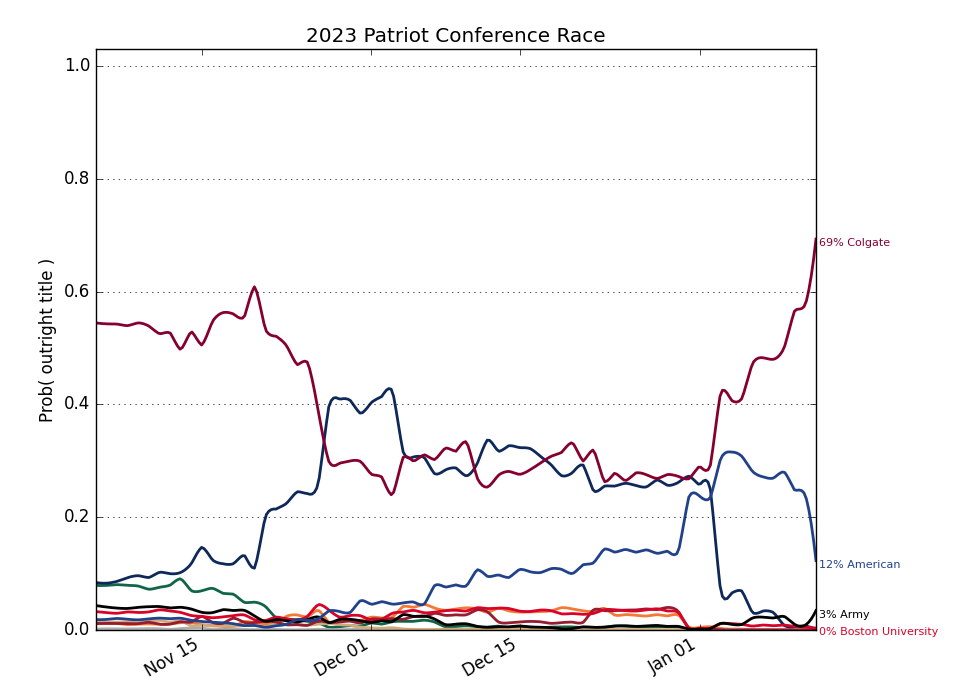 2023 Patriot Conference Race
Prob( outright title )
1.0
0.8
0.6
0.4
0.2
0.0
69% Colgate
12% American
3% Army
0% Boston University
Nov 15
Dec 01
Dec 15
Jan 01